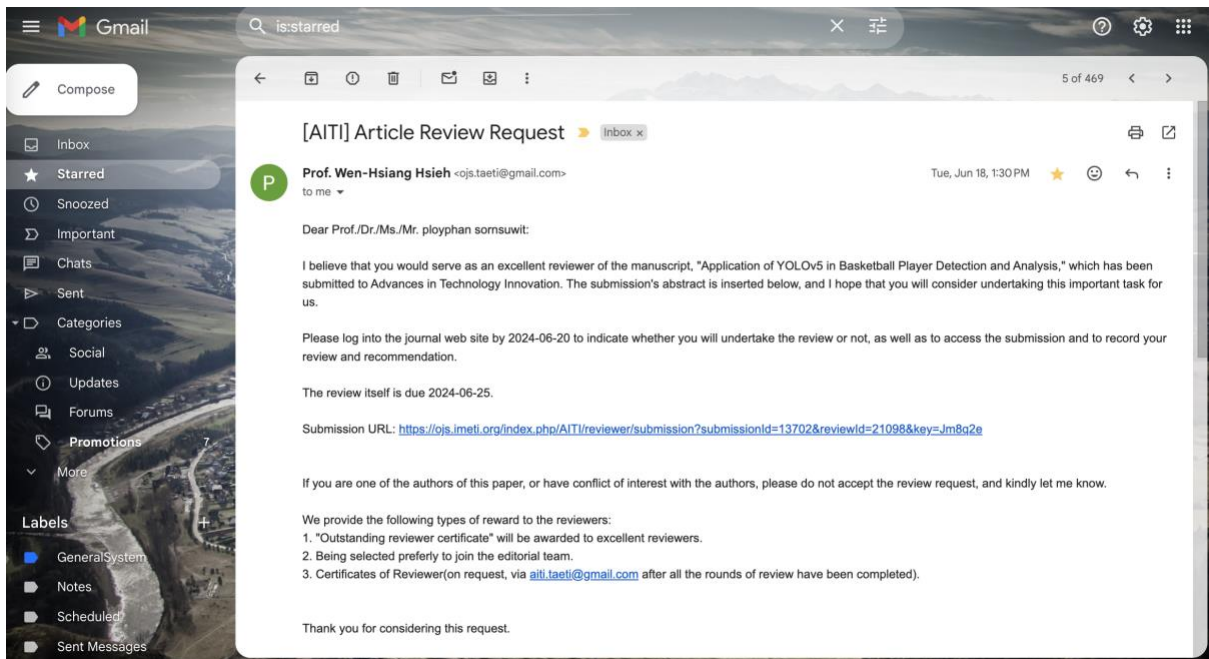 Gmail
is:starred
Compose
5 of 469
Inbox
Starred
Snoozed
Important
Chats
Sent
Categories
Social
Updates
Forums
Promotions 7
More
Labels +
GeneralSystem
Notes
Scheduled
Sent Messages
[AITI] Article Review Request Inbox x
P
Prof. Wen-Hsiang Hsieh <ojs.taeti@gmail.com> Tue, Jun 18, 1:30 PM
to me
Dear Prof./Dr./Ms./Mr. ployphan sornsuwit:
I believe that you would serve as an excellent reviewer of the manuscript, "Application of YOLOv5 in Basketball Player Detection and Analysis," which has been
submitted to Advances in Technology Innovation. The submission's abstract is inserted below, and I hope that you will consider undertaking this important task for
us.
Please log into the journal web site by 2024-06-20 to indicate whether you will undertake the review or not, as well as to access the submission and to record your
review and recommendation.
The review itself is due 2024-06-25.
Submission URL: https://ojs.imeti.org/index.php/AITI/reviewer/submission?submissionId=13702&reviewId=21098&key=Jm8q2e
If you are one of the authors of this paper, or have conflict of interest with the authors, please do not accept the review request, and kindly let me know.
We provide the following types of reward to the reviewers:
1. "Outstanding reviewer certificate" will be awarded to excellent reviewers.
2. Being selected preferly to join the editorial team.
3. Certificates of Reviewer(on request, via aiti.taeti@gmail.com after all the rounds of review have been completed).
Thank you for considering this request.